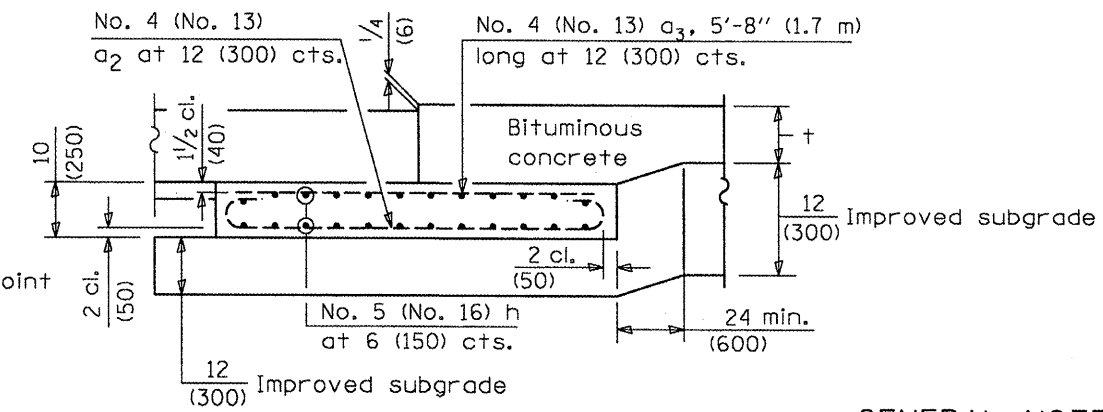 No. 4 (No. 13)
a2 at 12 (300) cts.
1/4
(6)
No. 4 (No. 13) a3, 5'-8" (1.7 m)
long at 12 (300) cts.
10
(250)
1 1/2 cl.
(40)
Bituminous
concrete
t
12
(300)
Improved subgrade
oint
2 cl.
(50)
2 cl.
(50)
No. 5 (No. 16) h
at 6 (150) cts.
24 min.
(600)
12
(300)
Improved subgrade